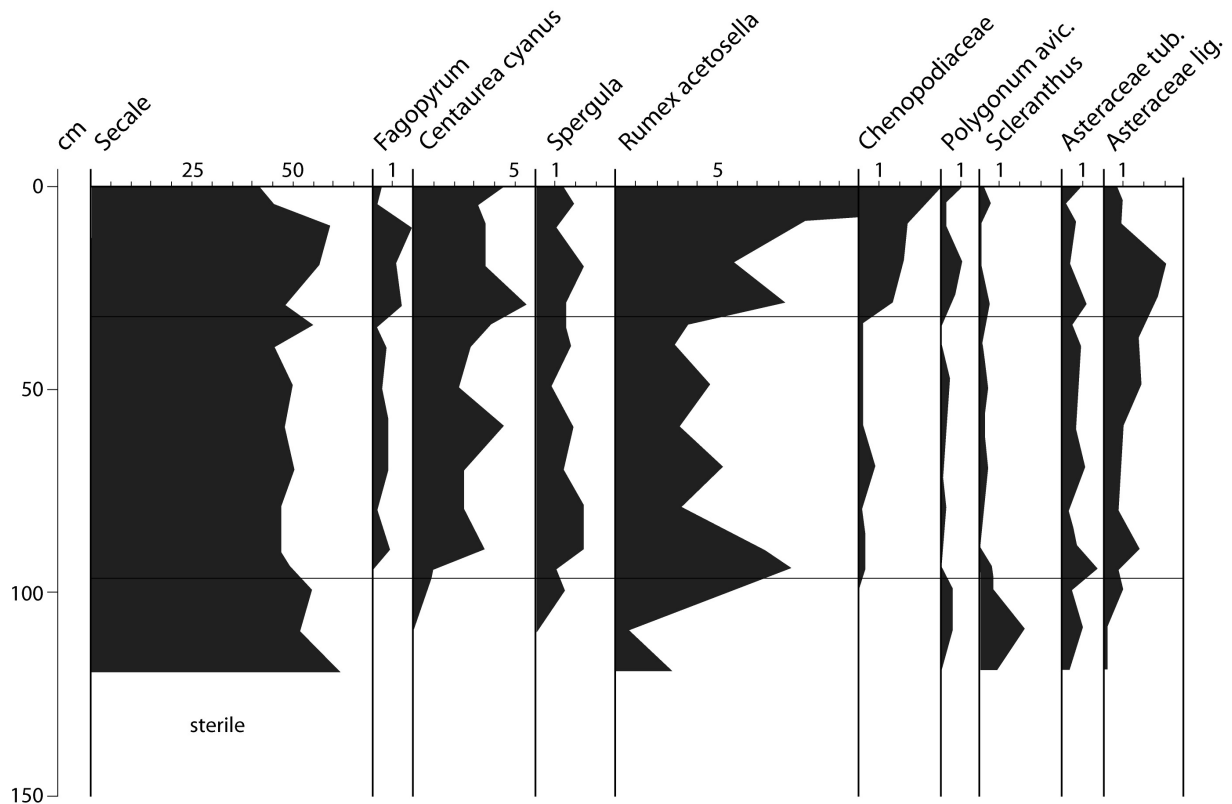 cm
Secale
Fagopyrum
Centaurea cyanus
Spergula
Rumex acetosella
Chenopodiaceae
Polygonum avic.
Scleranthus
Asteraceae tub.
Asteraceae lig.
25 50 1 5 1 5 1 1 1 1 1
0
50
100
150
sterile